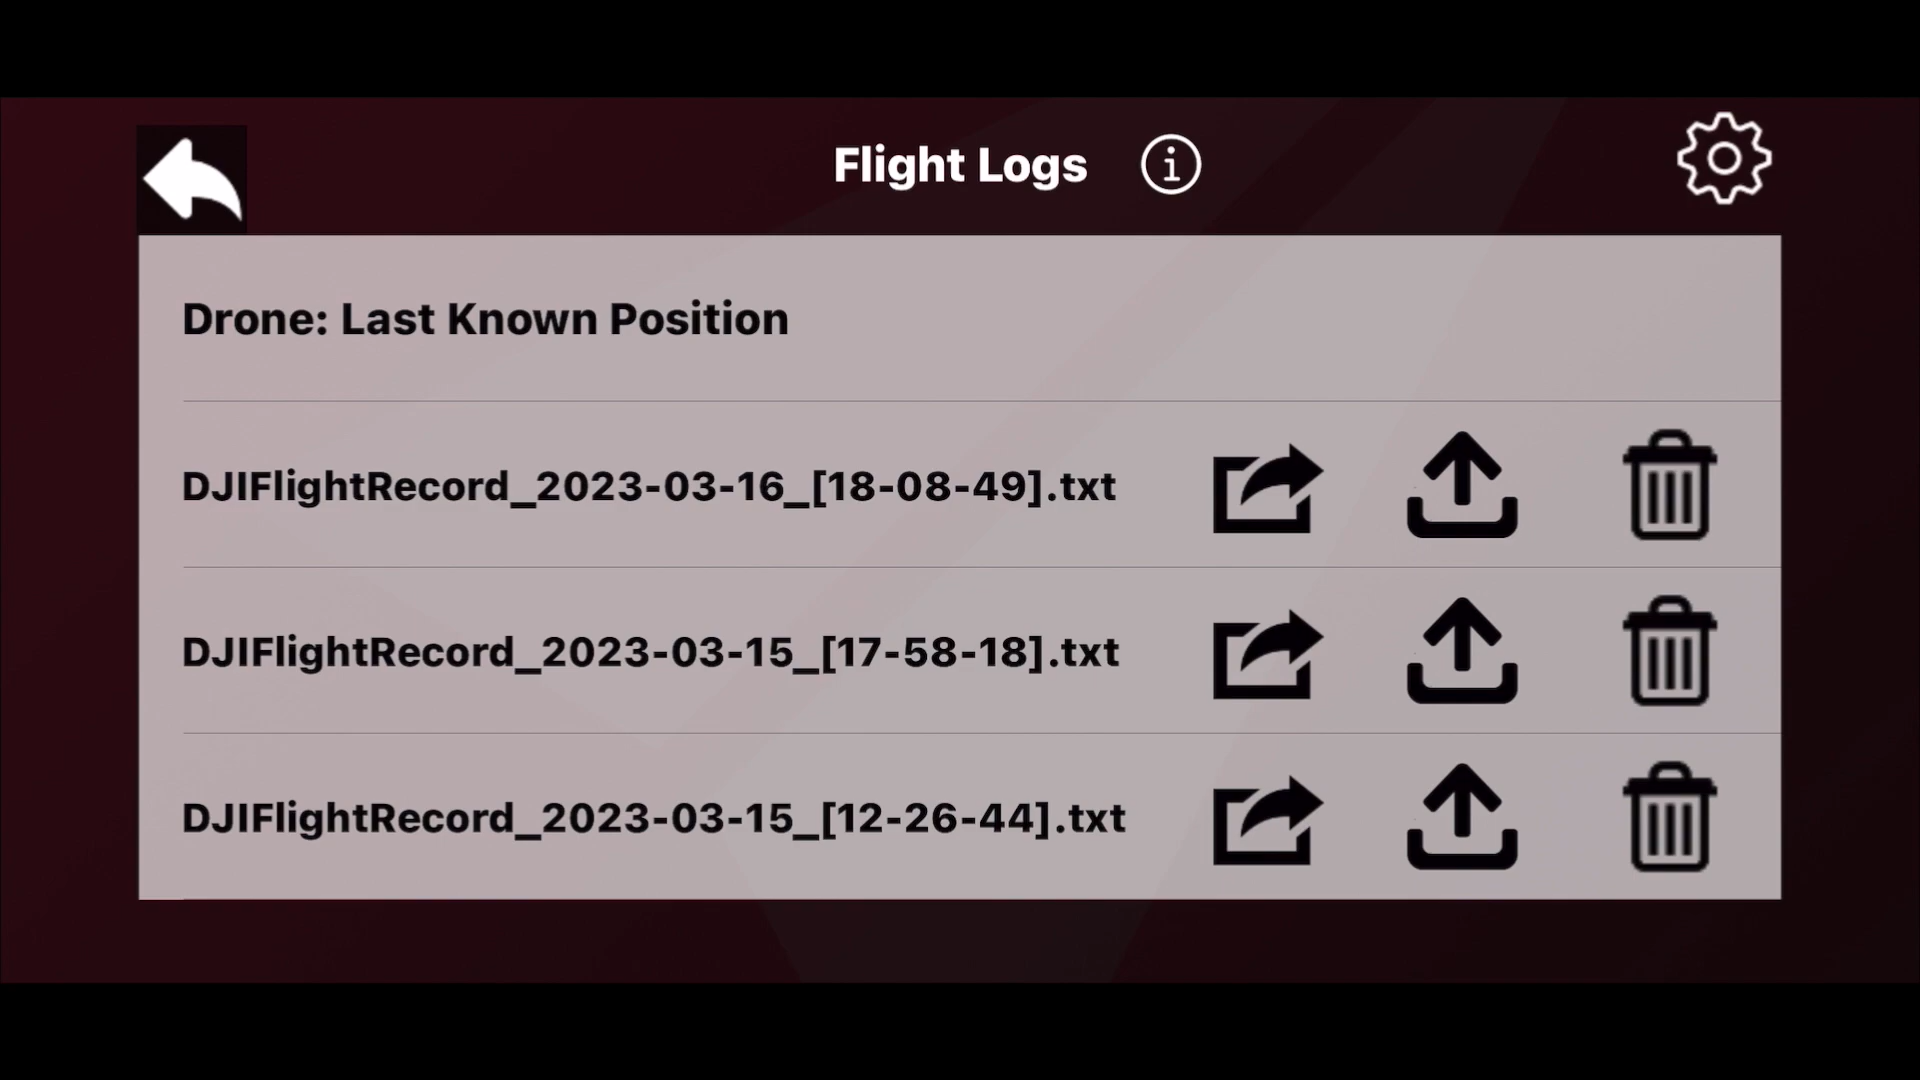 Flight Logs
Drone: Last Known Position
DJIFlightRecord_2023-03-16_[18-08-49].txt
DJIFlightRecord_2023-03-15_[17-58-18].txt
DJIFlightRecord_2023-03-15_[12-26-44].txt